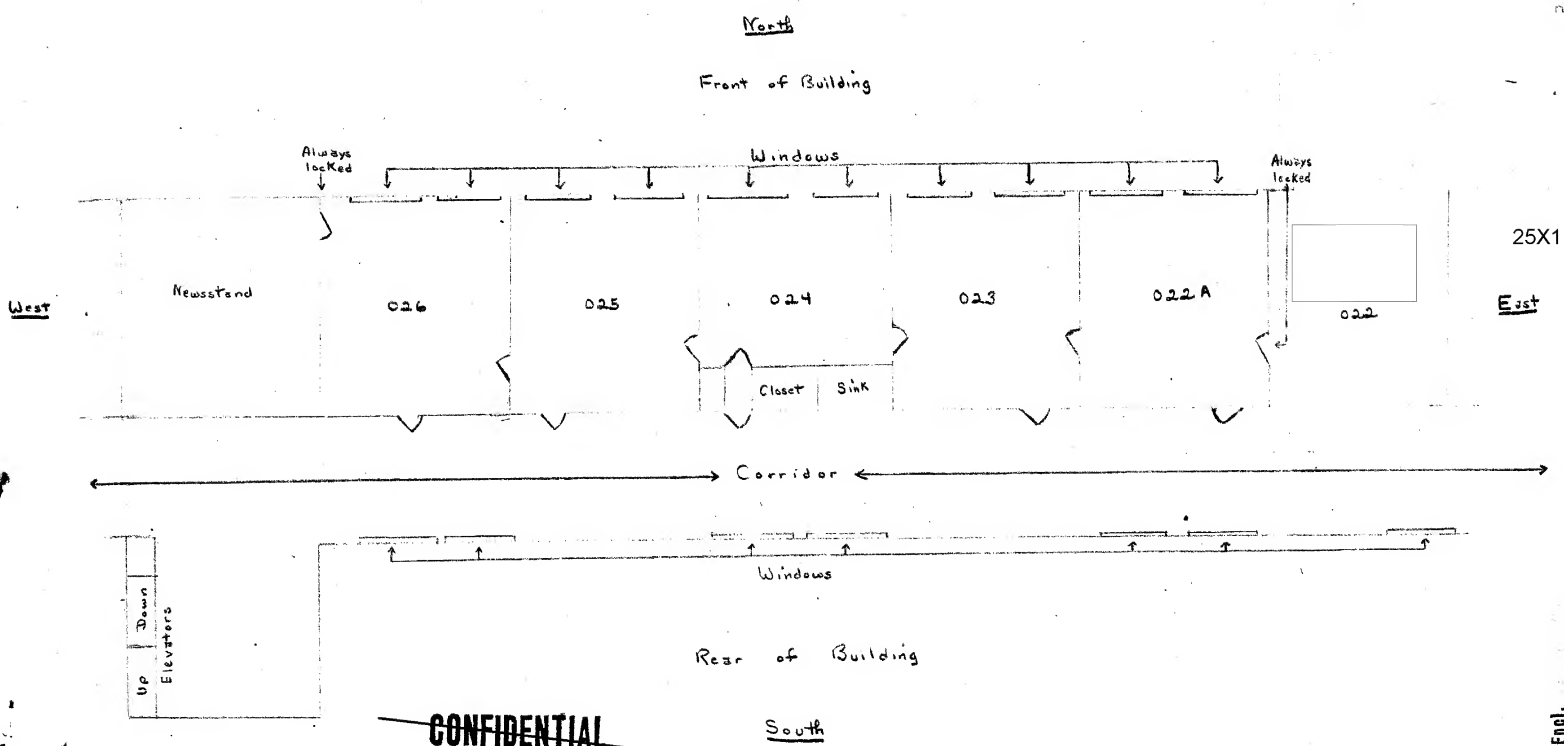 North
Front of Building
Always
locked
Windows
Always
locked
25X1
West
Newsstand
026
025
024
023
022A
022
East
Closet
Sink
Corridor
Windows
Up
Down
Elevators
Rear of Building
CONFIDENTIAL
South
Encl.